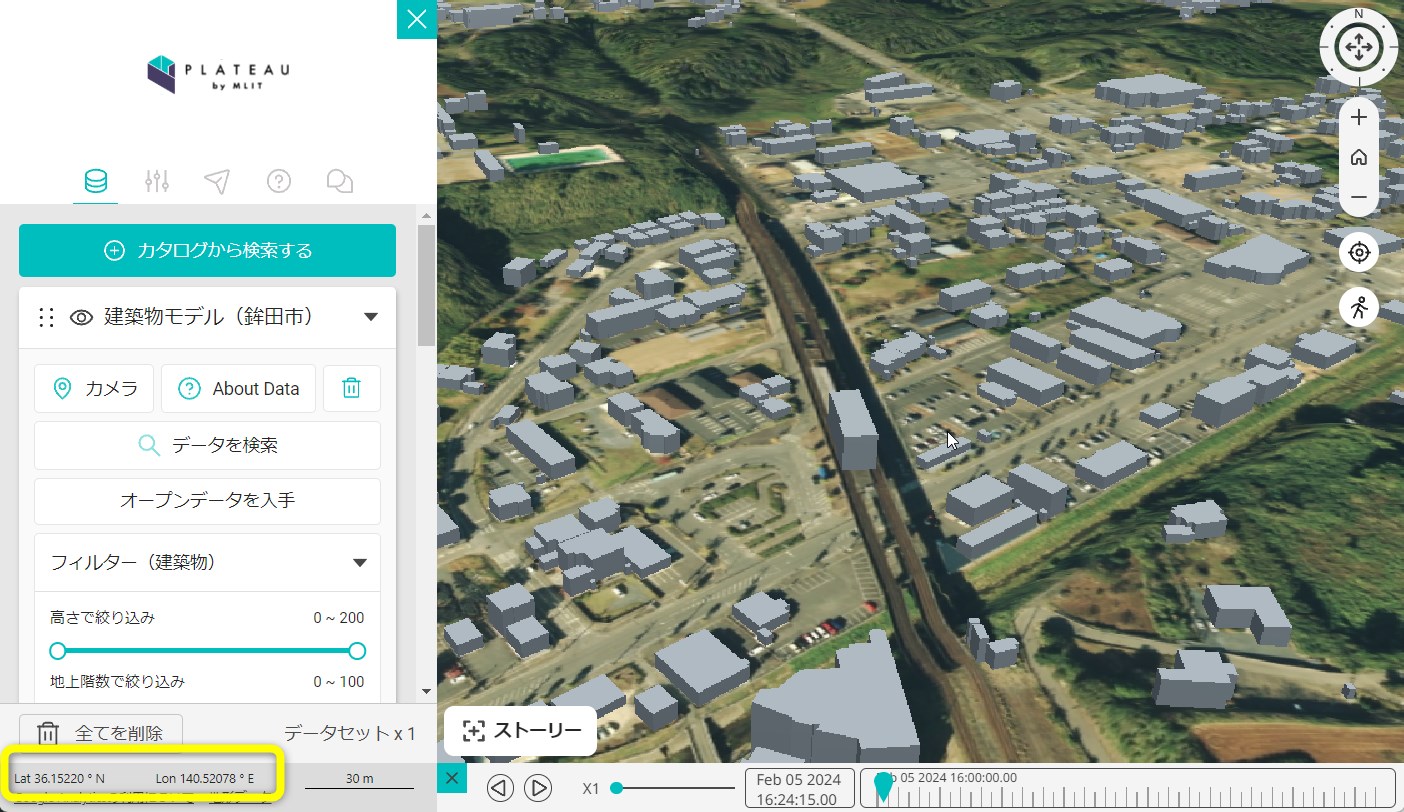 PLATEAU
by MLIT
カタログから検索する
建築物モデル（鉾田市）
カメラ
About Data
データを検索
オープンデータを入手
フィルター（建築物）
高さで絞り込み 0 ~ 200
地上階数で絞り込み 0 ~ 100
全てを削除 データセット x 1
Lat 36.15220 ° N Lon 140.52078 ° E 30 m
N
ストーリー
X1
Feb 05 2024
16:24:15.00
05 2024 16:00:00.00